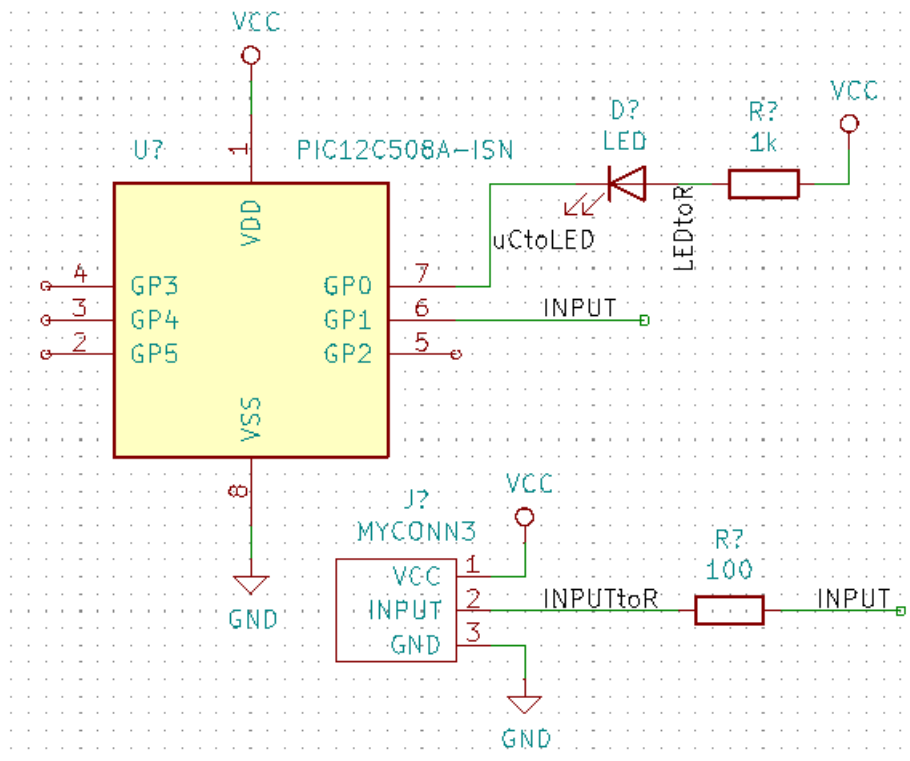 VCC
U?
1
PIC12C508A-ISN
VDD
4
GP3
3
GP4
2
GP5
GP0
7
GP1
6
GP2
5
VSS
8
GND
D?
LED
R?
1k
VCC
uCtoLED
LEDtoR
INPUT
J?
MYCONN3
VCC
VCC
1
INPUT
2
GND
3
INPUTtoR
R?
100
INPUT
GND